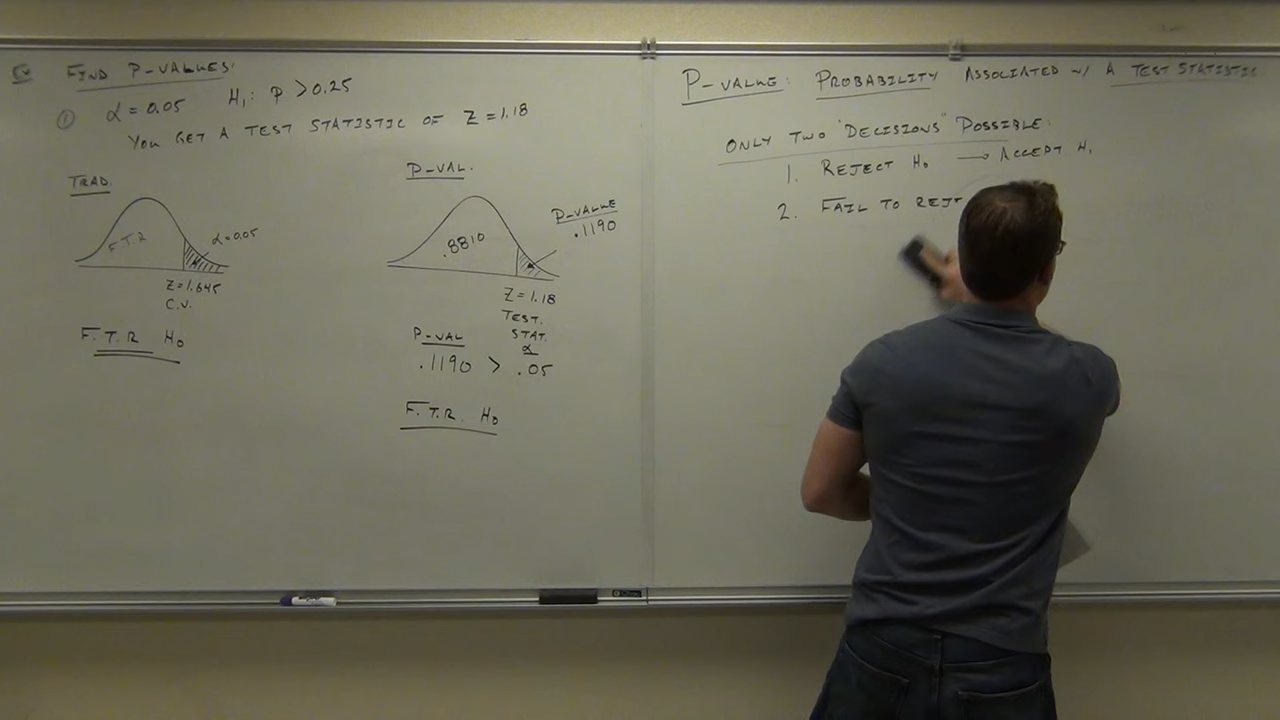 Ex FIND P-VALUES:
① α = 0.05 H₁: P > 0.25
YOU GET A TEST STATISTIC OF Z = 1.18
TRAD.
F.T.R
α = 0.05
Z = 1.645
C.V.
F.T.R H₀
P-VAL.
.8810
P-VALUE
.1190
Z = 1.18
TEST.
STAT.
P-VAL α
.1190 > .05
F.T.R. H₀
P-VALUE: PROBABILITY ASSOCIATED W/ A TEST STATISTIC
ONLY TWO "DECISIONS" POSSIBLE:
1. REJECT H₀ → ACCEPT H₁
2. FAIL TO